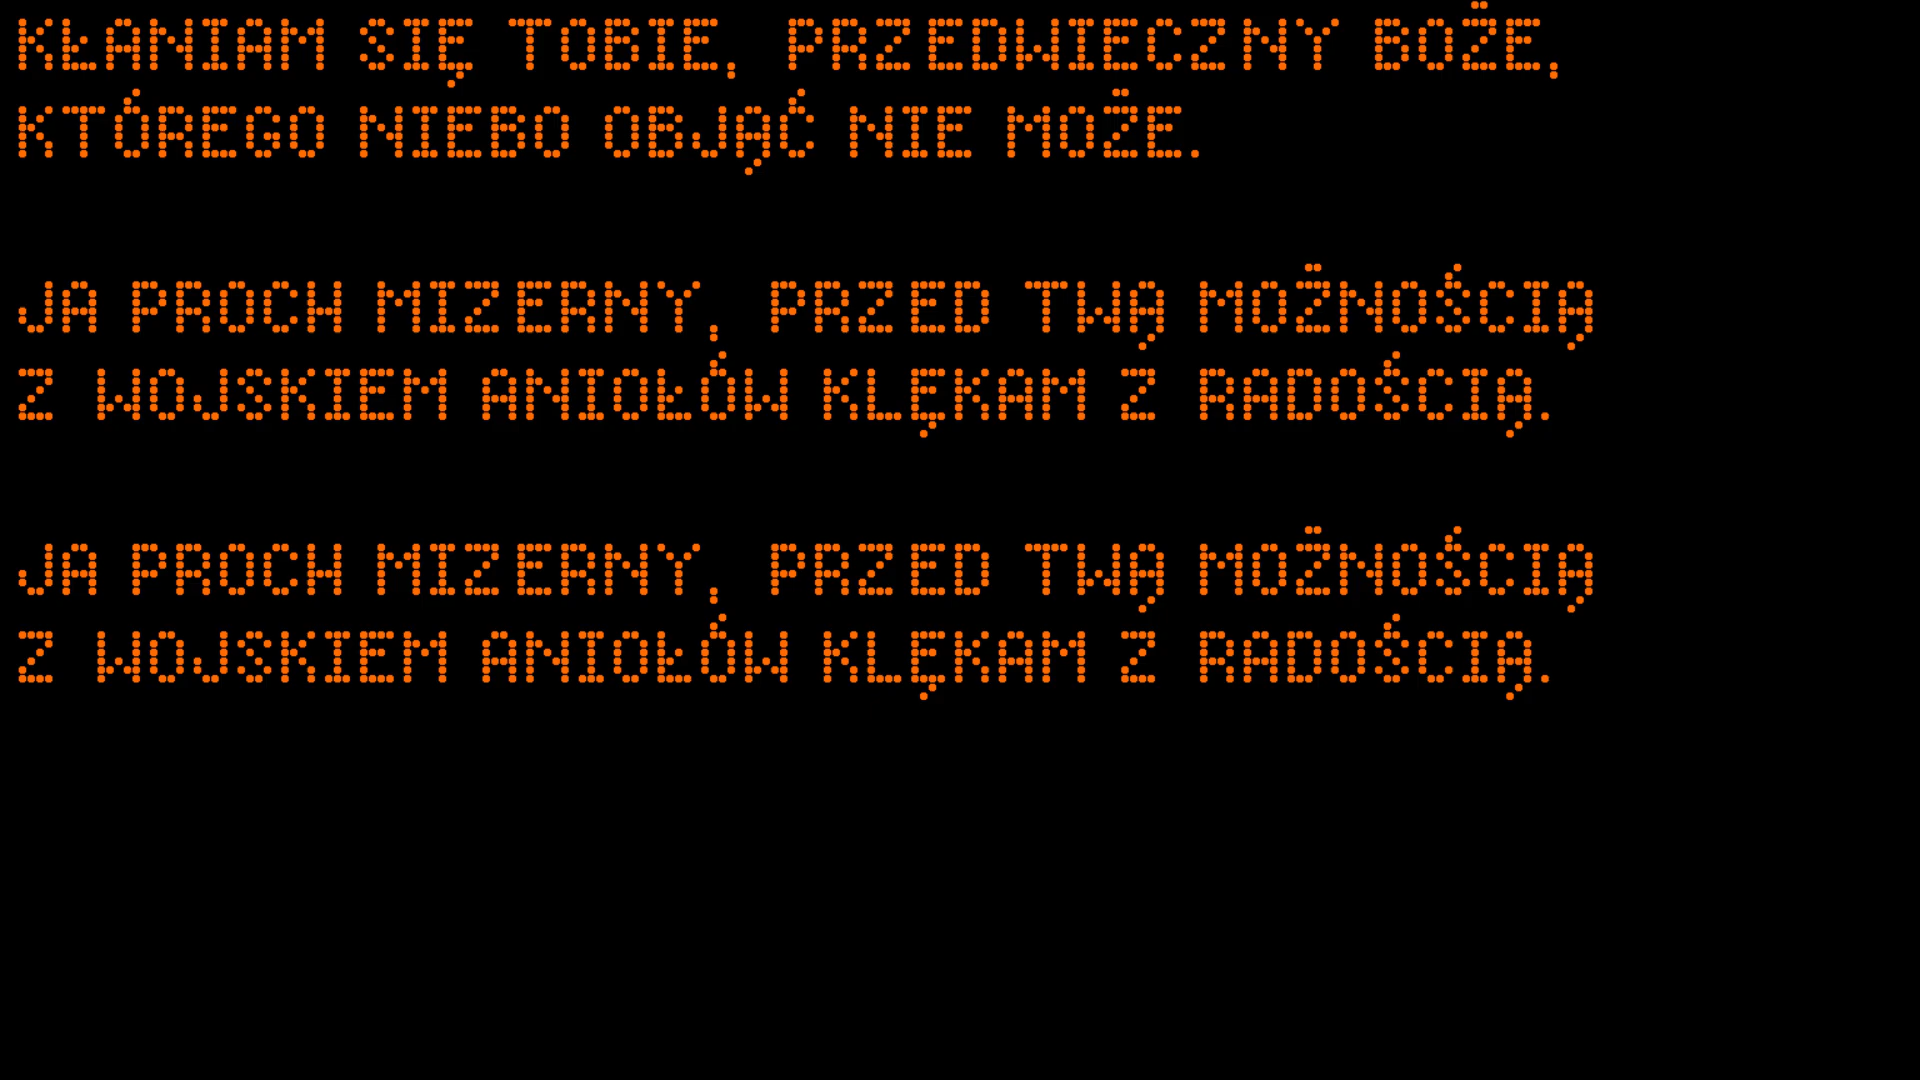 KŁANIAM SIĘ TOBIE, PRZEDWIECZNY BOŻE,
KTÓREGO NIEBO OBJĄĆ NIE MOŻE.
JA PROCH MIZERNY, PRZED TWĄ MOŻNOŚCIĄ
Z WOJSKIEM ANIOŁÓW KLĘKAM Z RADOŚCIĄ.
JA PROCH MIZERNY, PRZED TWĄ MOŻNOŚCIĄ
Z WOJSKIEM ANIOŁÓW KLĘKAM Z RADOŚCIĄ.